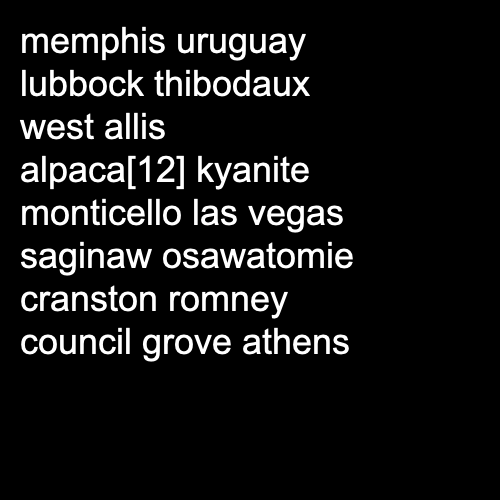 memphis uruguay
lubbock thibodaux
west allis
alpaca[12] kyanite
monticello las vegas
saginaw osawatomie
cranston romney
council grove athens